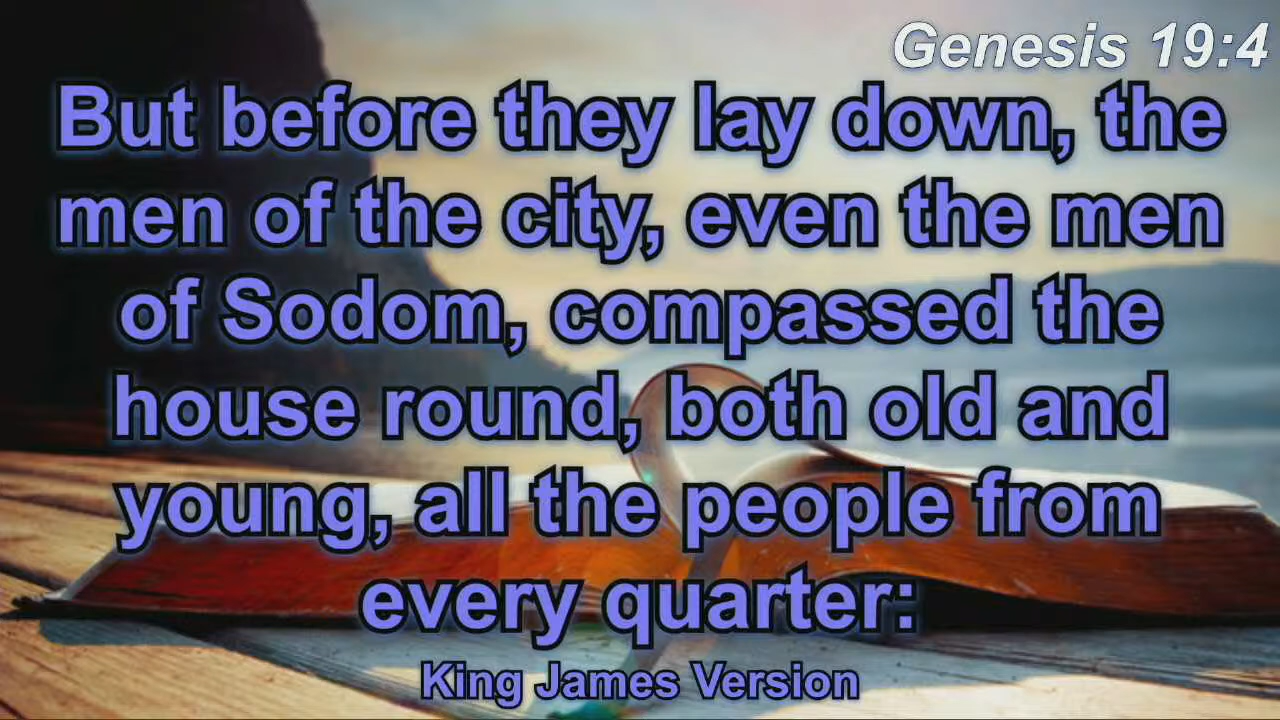 Genesis 19:4
But before they lay down, the
men of the city, even the men
of Sodom, compassed the
house round, both old and
young, all the people from
every quarter:
King James Version